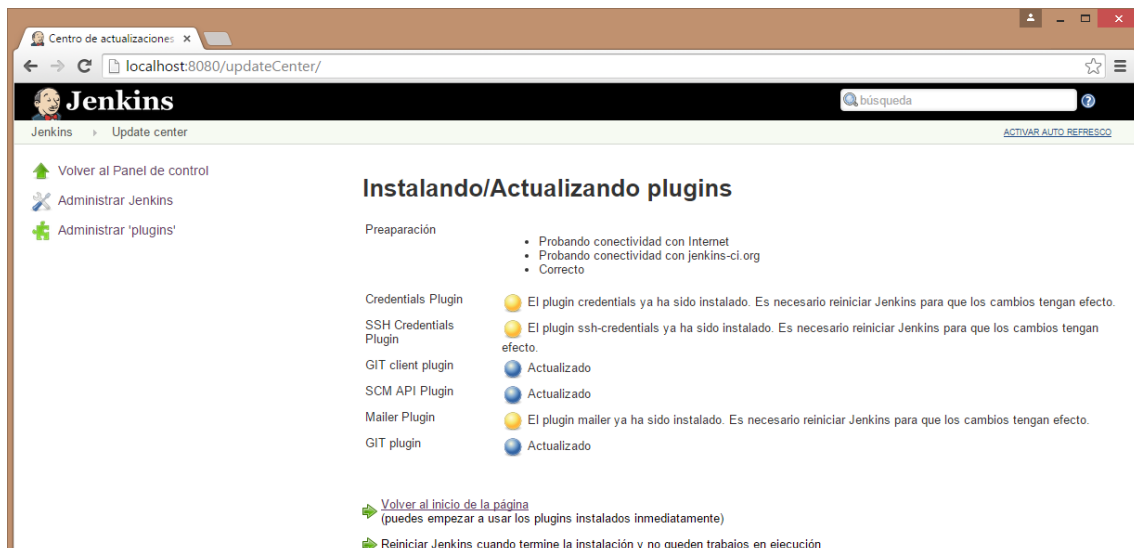 Centro de actualizaciones
localhost:8080/updateCenter/
Jenkins
búsqueda
Jenkins Update center
ACTIVAR AUTO REFRESCO
Volver al Panel de control
Administrar Jenkins
Administrar 'plugins'
Instalando/Actualizando plugins
Preaparación
Probando conectividad con Internet
Probando conectividad con jenkins-ci.org
Correcto
Credentials Plugin El plugin credentials ya ha sido instalado. Es necesario reiniciar Jenkins para que los cambios tengan efecto.
SSH Credentials El plugin ssh-credentials ya ha sido instalado. Es necesario reiniciar Jenkins para que los cambios tengan
Plugin efecto.
GIT client plugin Actualizado
SCM API Plugin Actualizado
Mailer Plugin El plugin mailer ya ha sido instalado. Es necesario reiniciar Jenkins para que los cambios tengan efecto.
GIT plugin Actualizado
Volver al inicio de la página
(puedes empezar a usar los plugins instalados inmediatamente)
Reiniciar Jenkins cuando termine la instalación y no queden trabajos en ejecución